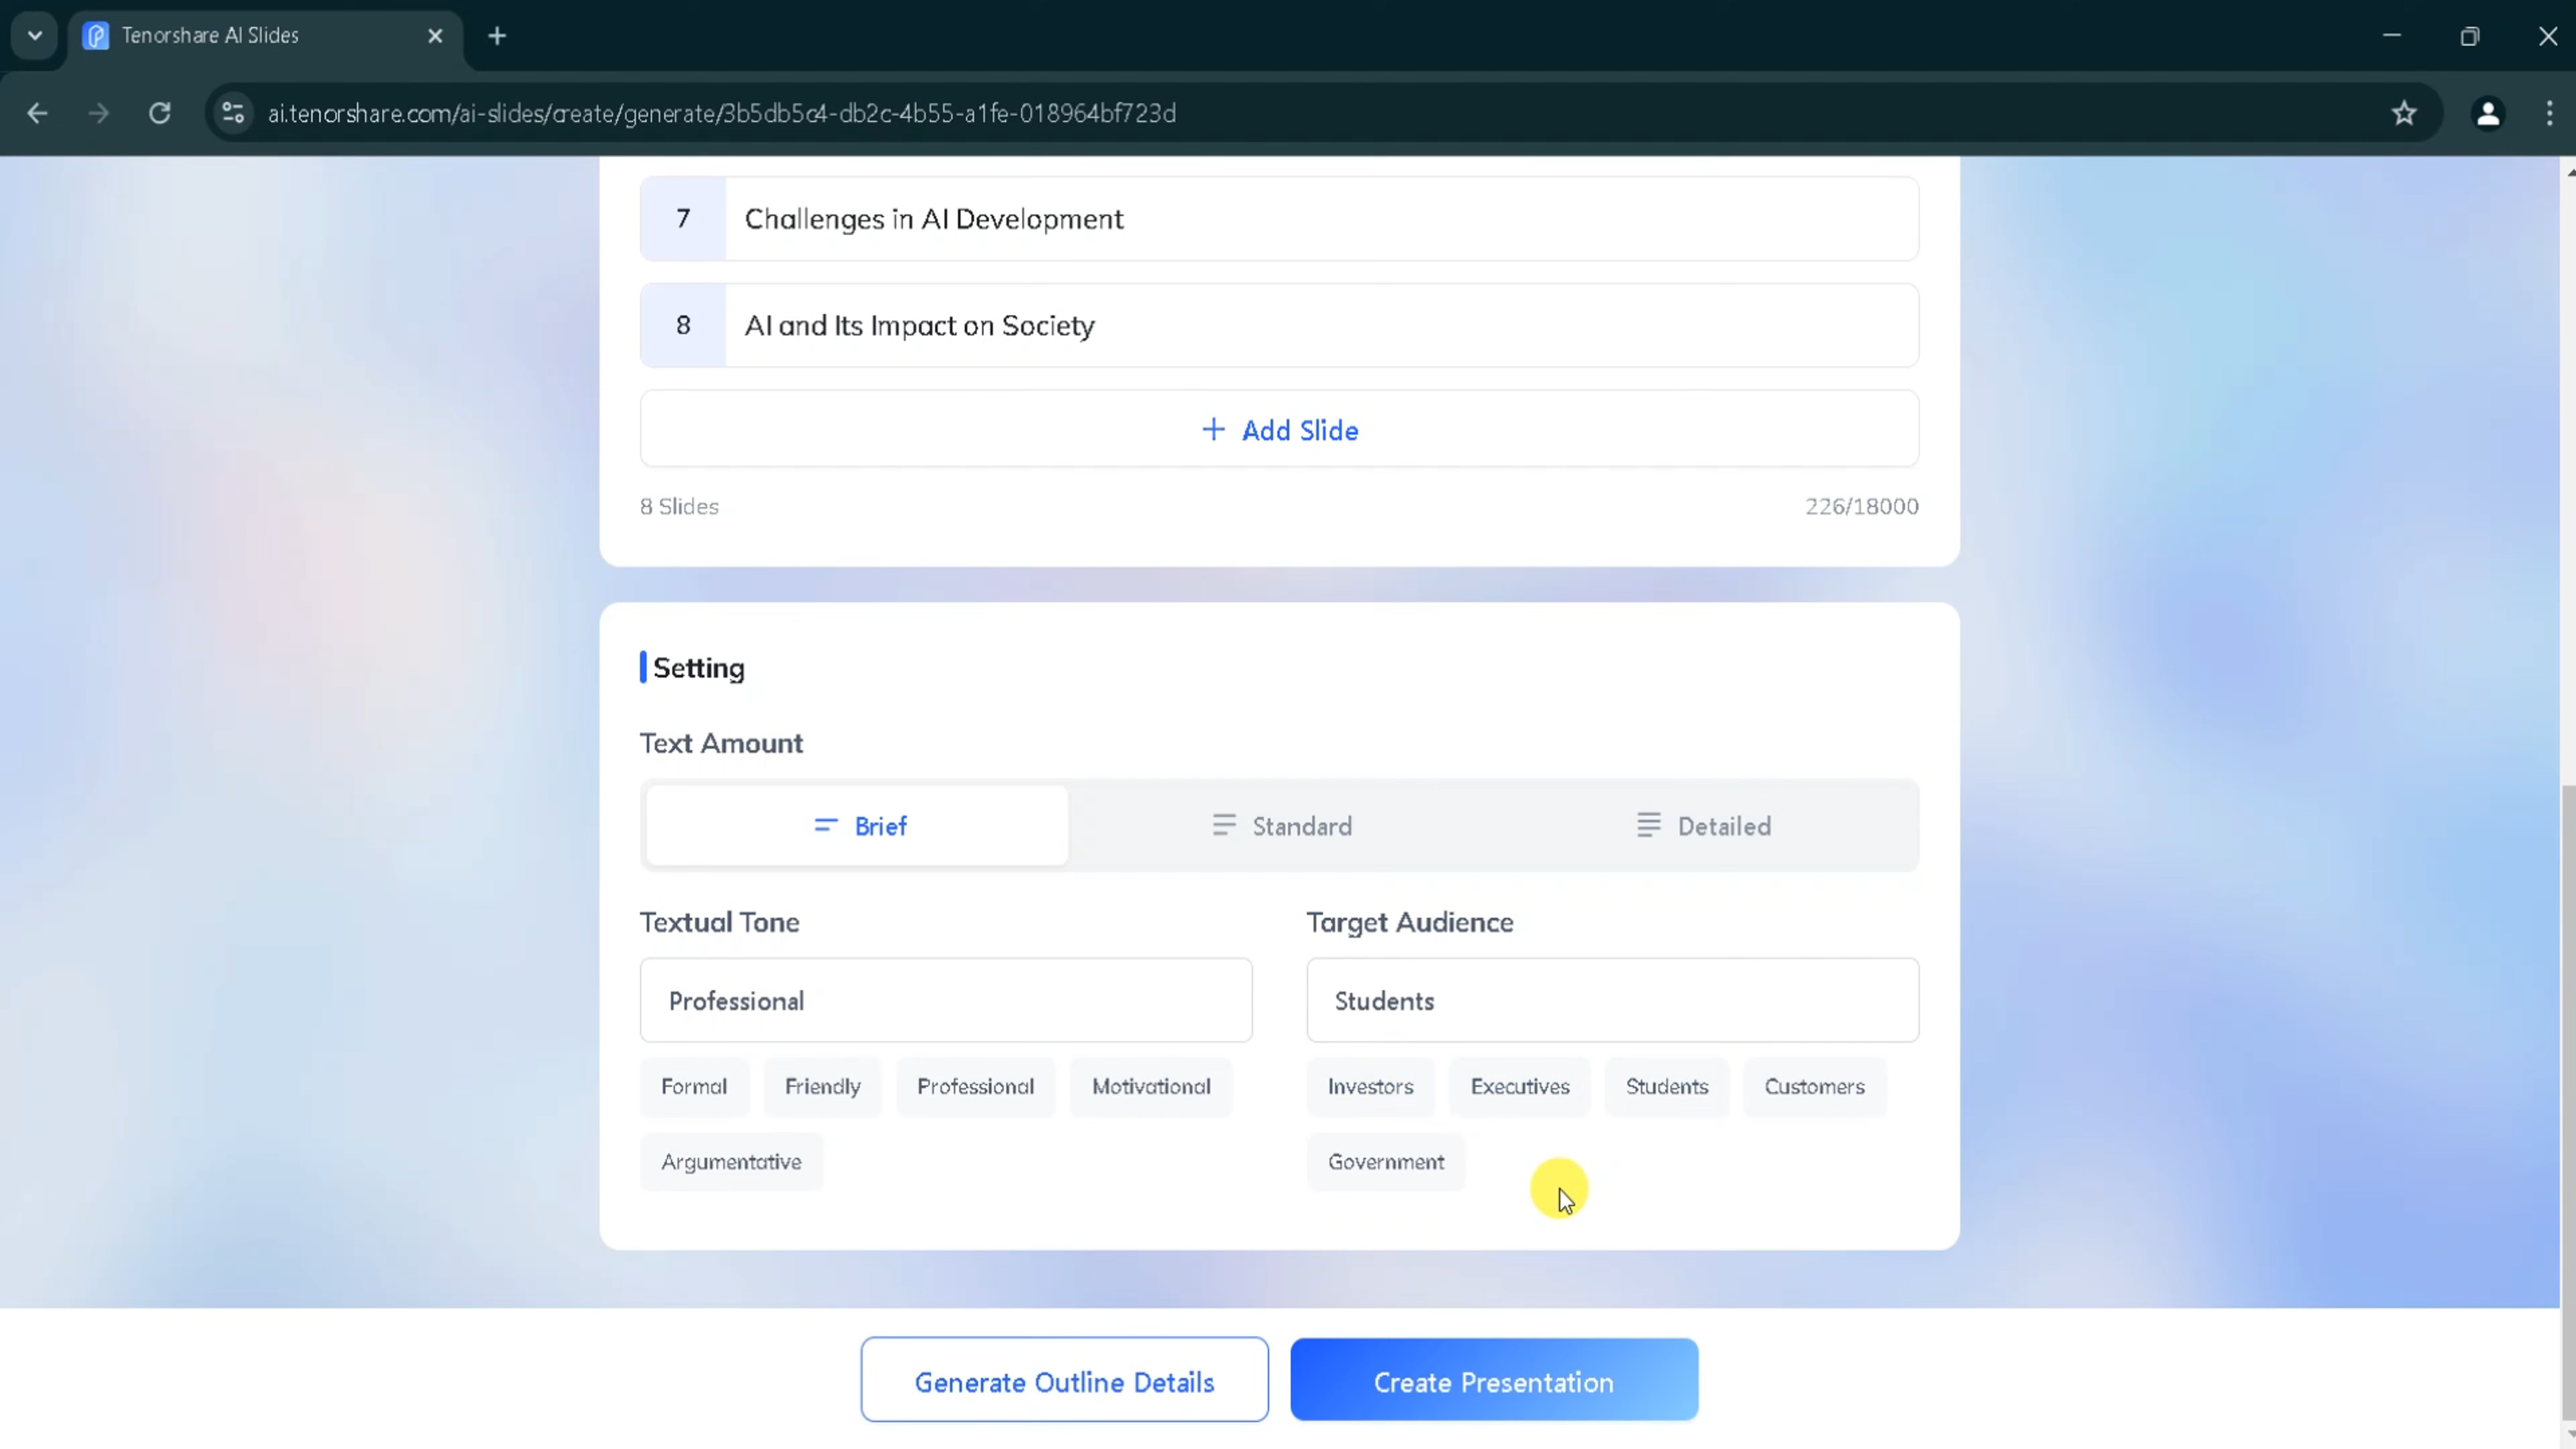 Tenorshare AI Slides
ai.tenorshare.com/ai-slides/create/generate/3b5db5c4-db2c-4b55-a1fe-018964bf723d
7 Challenges in AI Development
8 AI and Its Impact on Society
+ Add Slide
8 Slides 226/18000
Setting
Text Amount
Brief Standard Detailed
Textual Tone Target Audience
Professional Students
Formal Friendly Professional Motivational Investors Executives Students Customers
Argumentative Government
Generate Outline Details Create Presentation